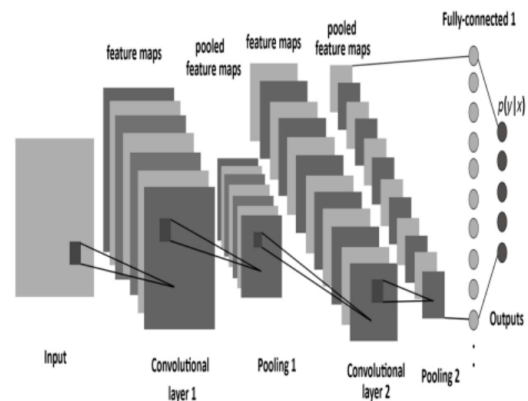 Fully-connected 1
pooled
feature maps
feature maps
pooled
feature maps
feature maps
p(y|x)
Outputs
Input
Convolutional
layer 1
Pooling 1
Convolutional
layer 2
Pooling 2